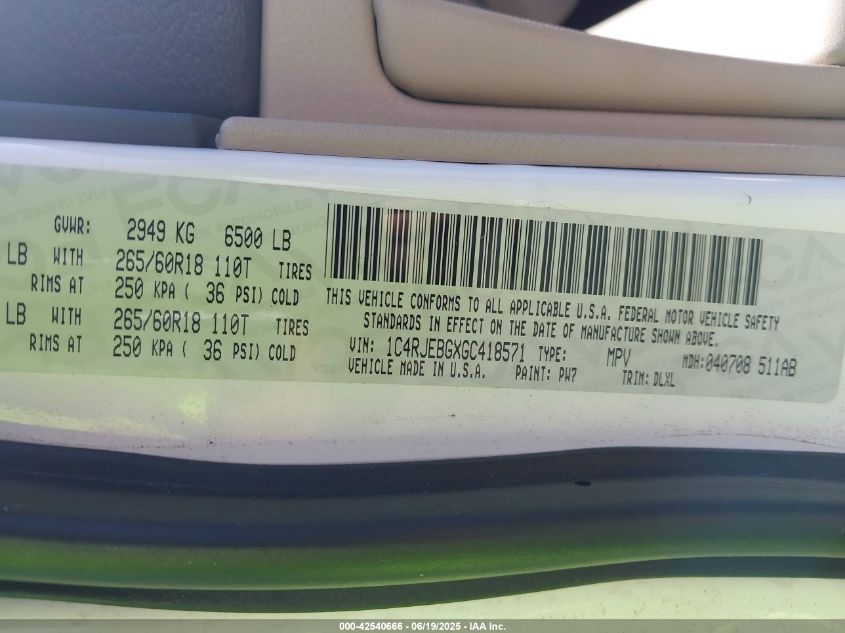 GVWR: 2949 KG 6500 LB
LB WITH 265/60R18 110T TIRES
RIMS AT 250 KPA ( 36 PSI) COLD
LB WITH 265/60R18 110T TIRES
RIMS AT 250 KPA ( 36 PSI) COLD
THIS VEHICLE CONFORMS TO ALL APPLICABLE U.S.A. FEDERAL MOTOR VEHICLE SAFETY
STANDARDS IN EFFECT ON THE DATE OF MANUFACTURE SHOWN ABOVE.
VIN: 1C4RJEBGXGC418571 TYPE: MPV MDH:040708 511AB
VEHICLE MADE IN U.S.A. PAINT: PW7 TRIM: DLXL
000-42540666 - 06/19/2025 - IAA Inc.